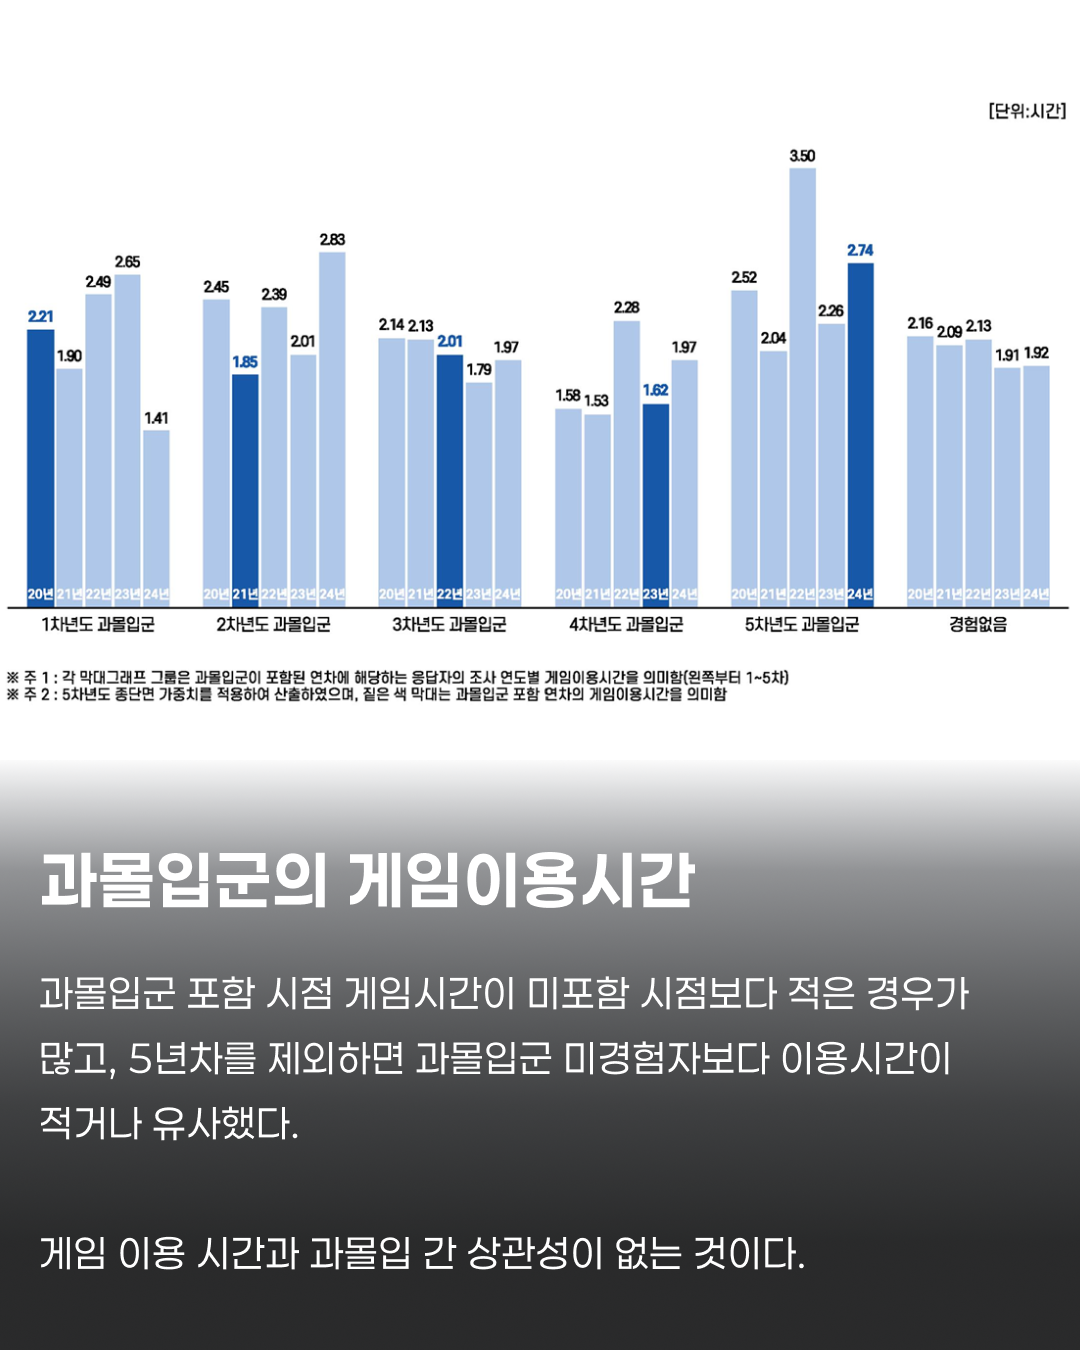 [단위:시간]
2.21 1.90 2.49 2.65 1.41
2.45 1.85 2.39 2.01 2.83
2.14 2.13 2.01 1.79 1.97
1.58 1.53 2.28 1.62 1.97
2.52 2.04 3.50 2.26 2.74
2.16 2.09 2.13 1.91 1.92
20년 21년 22년 23년 24년 20년 21년 22년 23년 24년 20년 21년 22년 23년 24년 20년 21년 22년 23년 24년 20년 21년 22년 23년 24년 20년 21년 22년 23년 24년
1차년도 과몰입군 2차년도 과몰입군 3차년도 과몰입군 4차년도 과몰입군 5차년도 과몰입군 경험없음
※ 주 1 : 각 막대그래프 그룹은 과몰입군이 포함된 연차에 해당하는 응답자의 조사 연도별 게임이용시간을 의미함(왼쪽부터 1~5차)
※ 주 2 : 5차년도 종단면 가중치를 적용하여 산출하였으며, 짙은 색 막대는 과몰입군 포함 연차의 게임이용시간을 의미함
과몰입군의 게임이용시간
과몰입군 포함 시점 게임시간이 미포함 시점보다 적은 경우가
많고, 5년차를 제외하면 과몰입군 미경험자보다 이용시간이
적거나 유사했다.
게임 이용 시간과 과몰입 간 상관성이 없는 것이다.